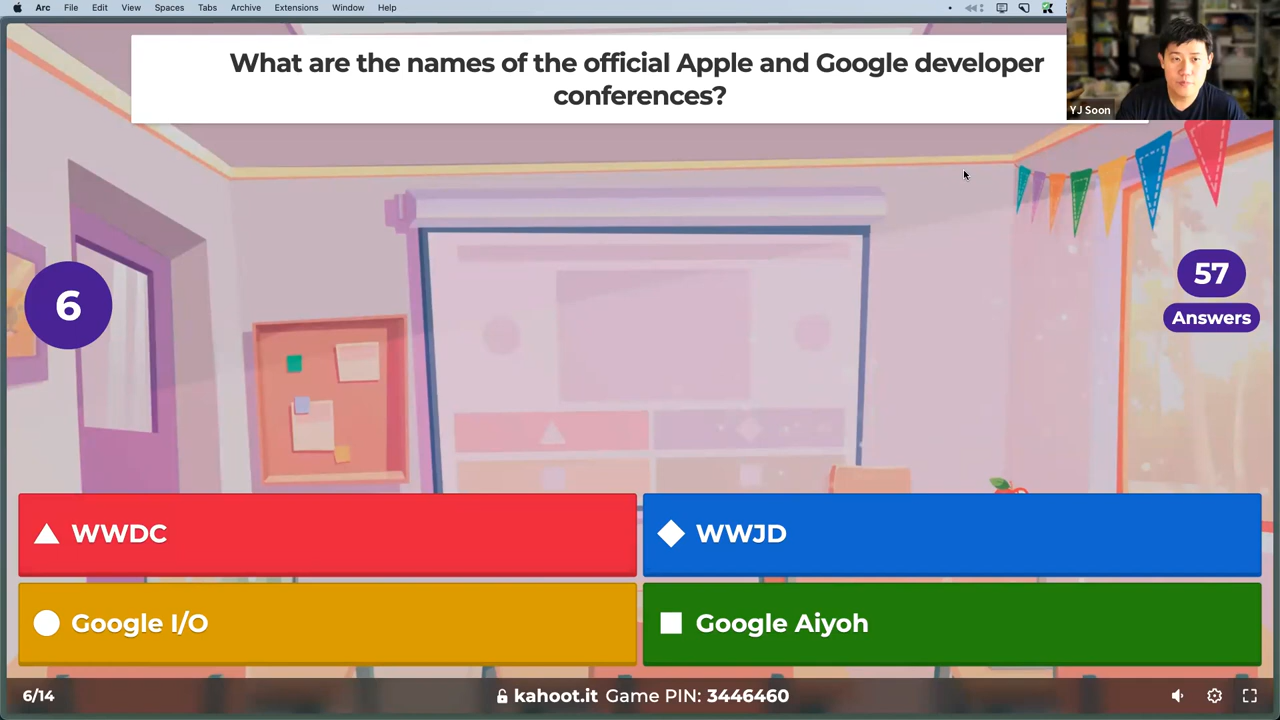 Arc File Edit View Spaces Tabs Archive Extensions Window Help
What are the names of the official Apple and Google developer
conferences?
YJ Soon
6
57
Answers
WWDC
WWJD
Google I/O
Google Aiyoh
6/14
kahoot.it Game PIN: 3446460